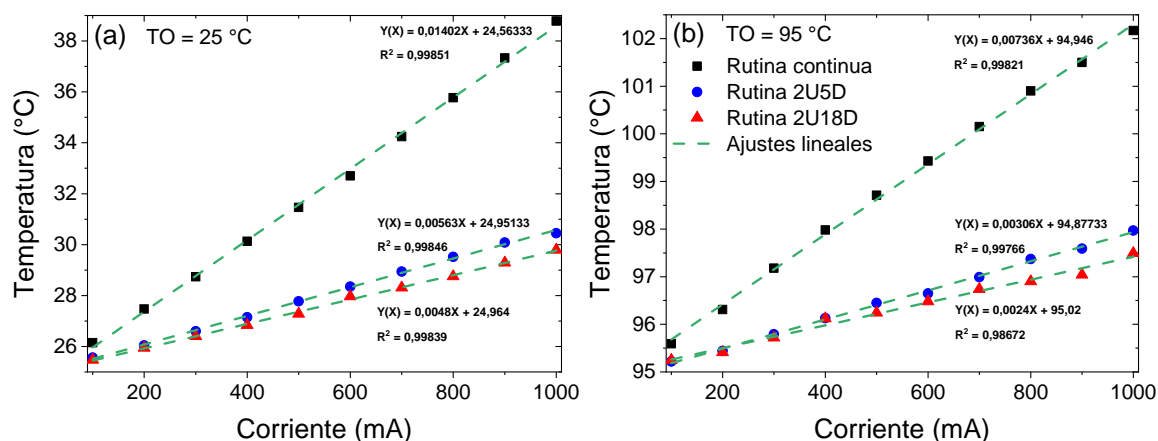 (a) TO = 25 °C
Y(X) = 0,01402X + 24,56333
R² = 0,99851
Y(X) = 0,00563X + 24,95133
R² = 0,99846
Y(X) = 0,0048X + 24,964
R² = 0,99839
Temperatura (°C)
38
36
34
32
30
28
26
200 400 600 800 1000
Corriente (mA)
(b) TO = 95 °C
Y(X) = 0,00736X + 94,946
R² = 0,99821
Rutina continua
Rutina 2U5D
Rutina 2U18D
Ajustes lineales
Y(X) = 0,00306X + 94,87733
R² = 0,99766
Y(X) = 0,0024X + 95,02
R² = 0,98672
Temperatura (°C)
102
101
100
99
98
97
96
95
200 400 600 800 1000
Corriente (mA)